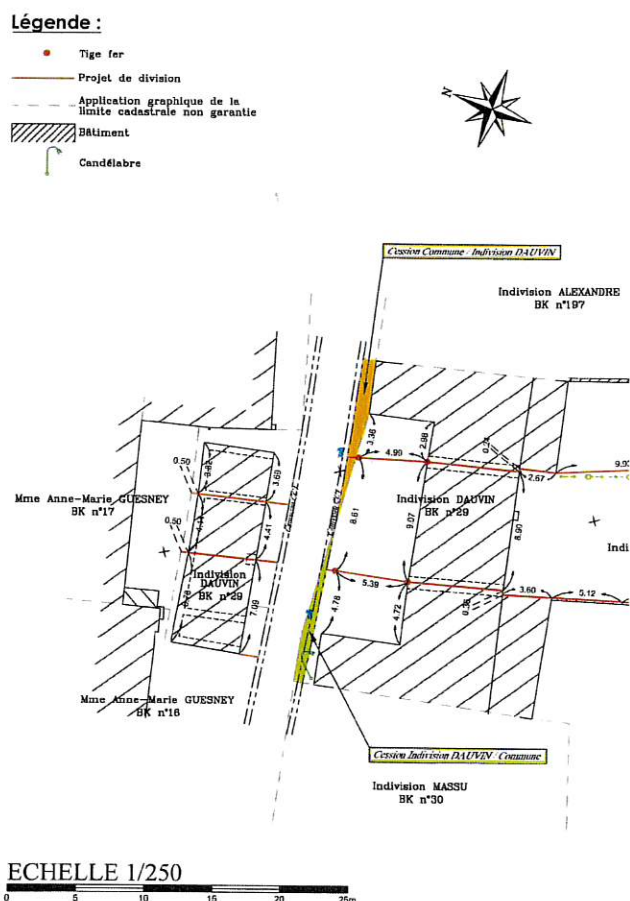 Légende :
Tige fer
Projet de division
Application graphique de la
limite cadastrale non garantie
Bâtiment
Candélabre
N
Cession Commune / Indivision DAUVIN
Indivision ALEXANDRE
BK n°197
3.36
4.99
2.98
2.67
0.50
3.69
Mme Anne-Marie GUESNEY
BK n°17
0.50
4.41
8.61
9.07
8.90
Indivision DAUVIN
BK n°29
Indivision
DAUVIN
BK n°29
7.09
4.78
5.39
4.72
3.60
5.12
Mme Anne-Marie GUESNEY
BK n°16
Cession Indivision DAUVIN / Commune
Indivision MASSU
BK n°30
ECHELLE 1/250
0 5 10 15 20 25m